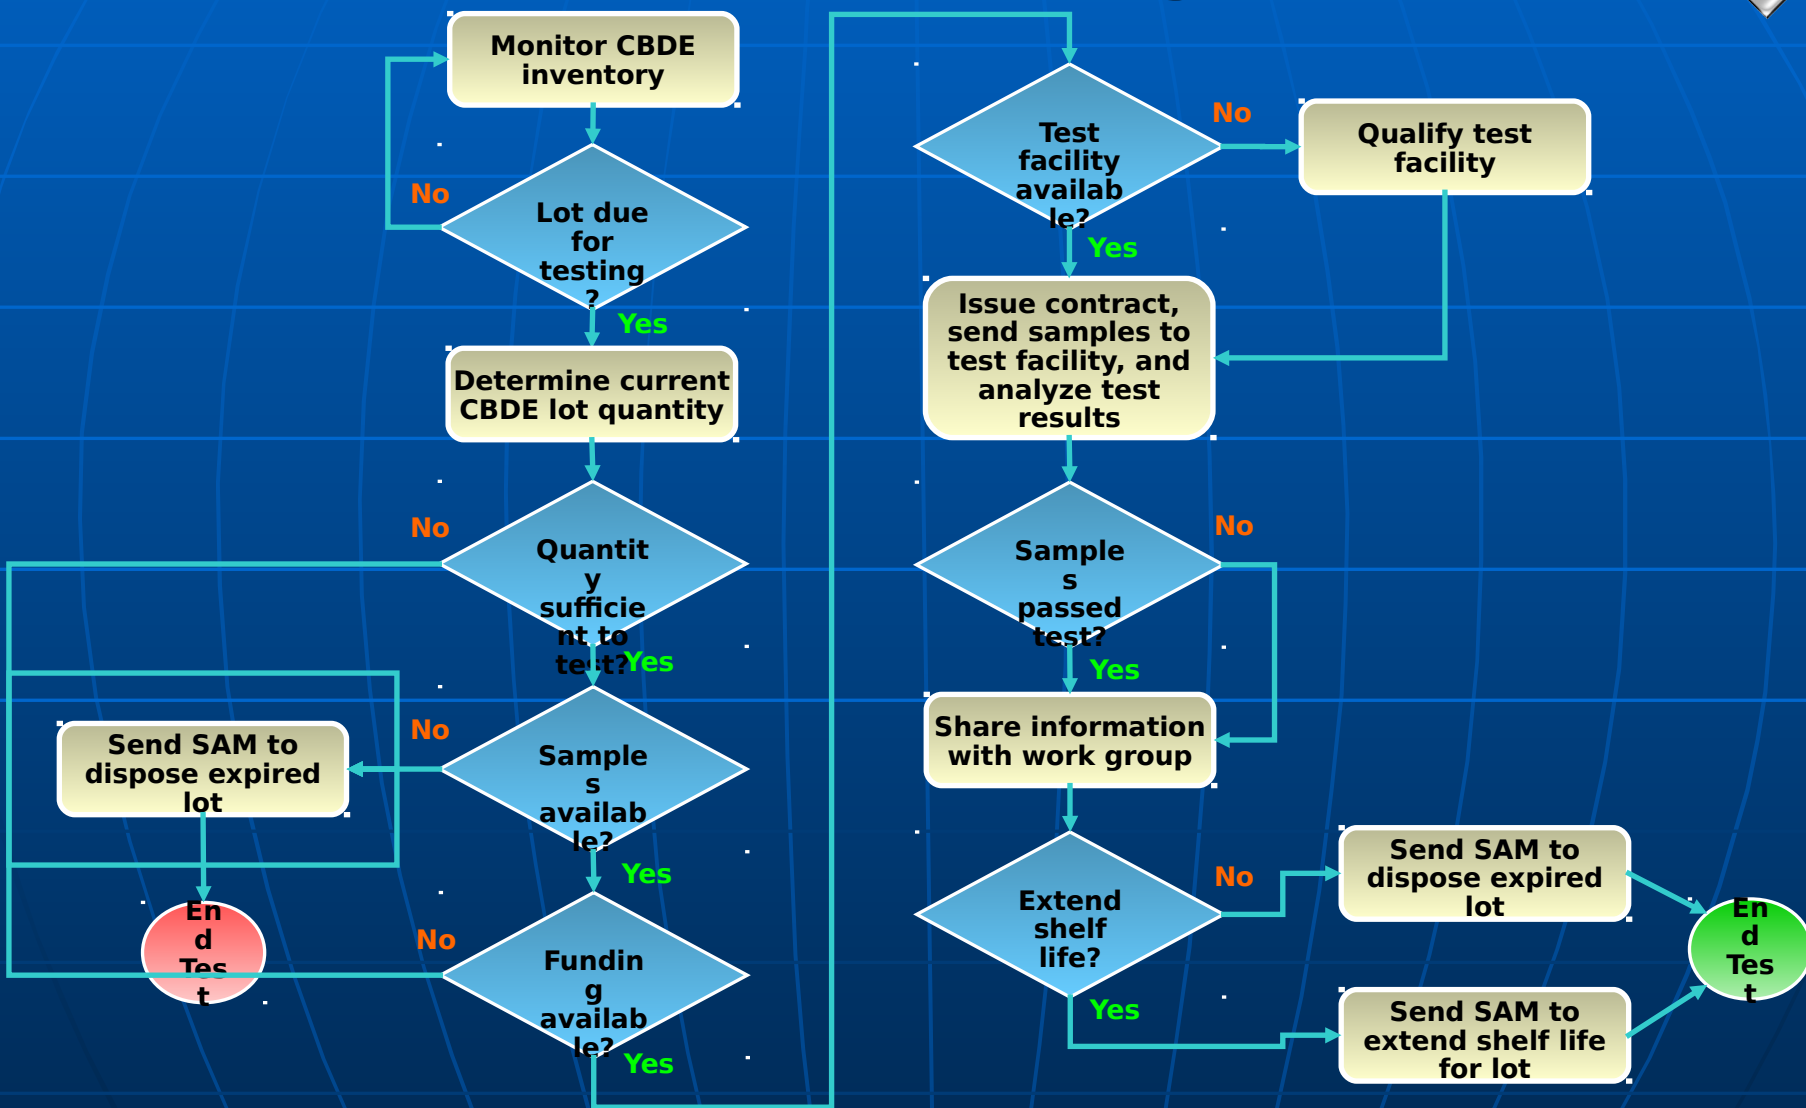 Monitor CBDE
inventory
No
Lot due
for
testing
?
Yes
Determine current
CBDE lot quantity
No
Quantit
y
sufficie
nt to
test?
Yes
No
Sample
s
availab
le?
Send SAM to
dispose expired
lot
Yes
En
d
Tes
t
No
Fundin
g
availab
le?
Yes
Test
facility
availab
le?
No
Qualify test
facility
Yes
Issue contract,
send samples to
test facility, and
analyze test
results
Sample
s
passed
test?
No
Yes
Share information
with work group
Extend
shelf
life?
No
Send SAM to
dispose expired
lot
Yes
Send SAM to
extend shelf life
for lot
En
d
Tes
t